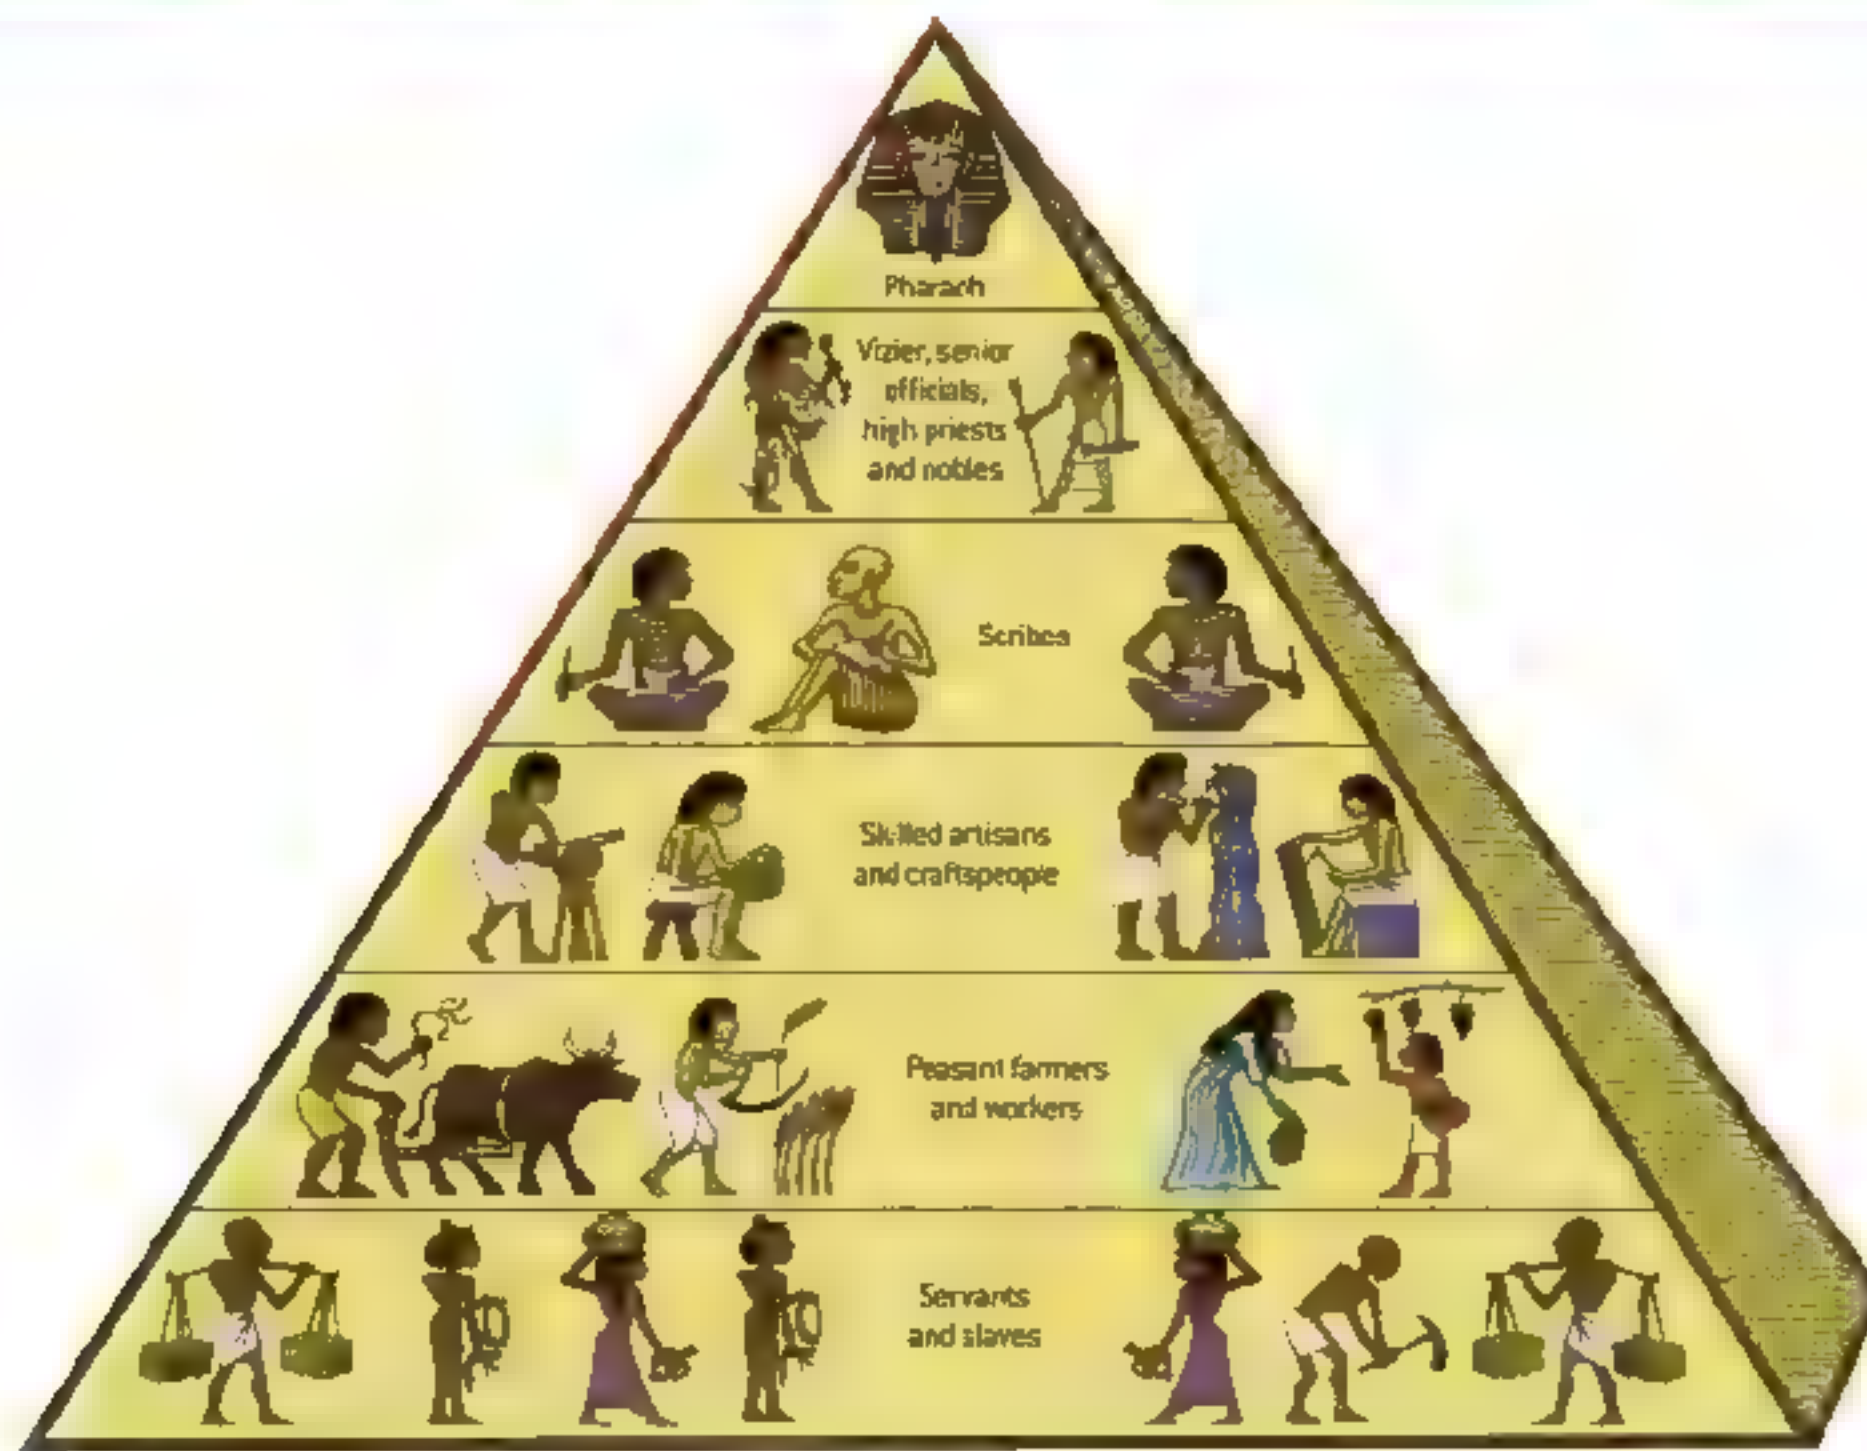 Pharaoh
Vizier, senior
officials,
high priests
and nobles
Scribes
Skilled artisans
and craftspeople
Peasant farmers
and workers
Servants
and slaves